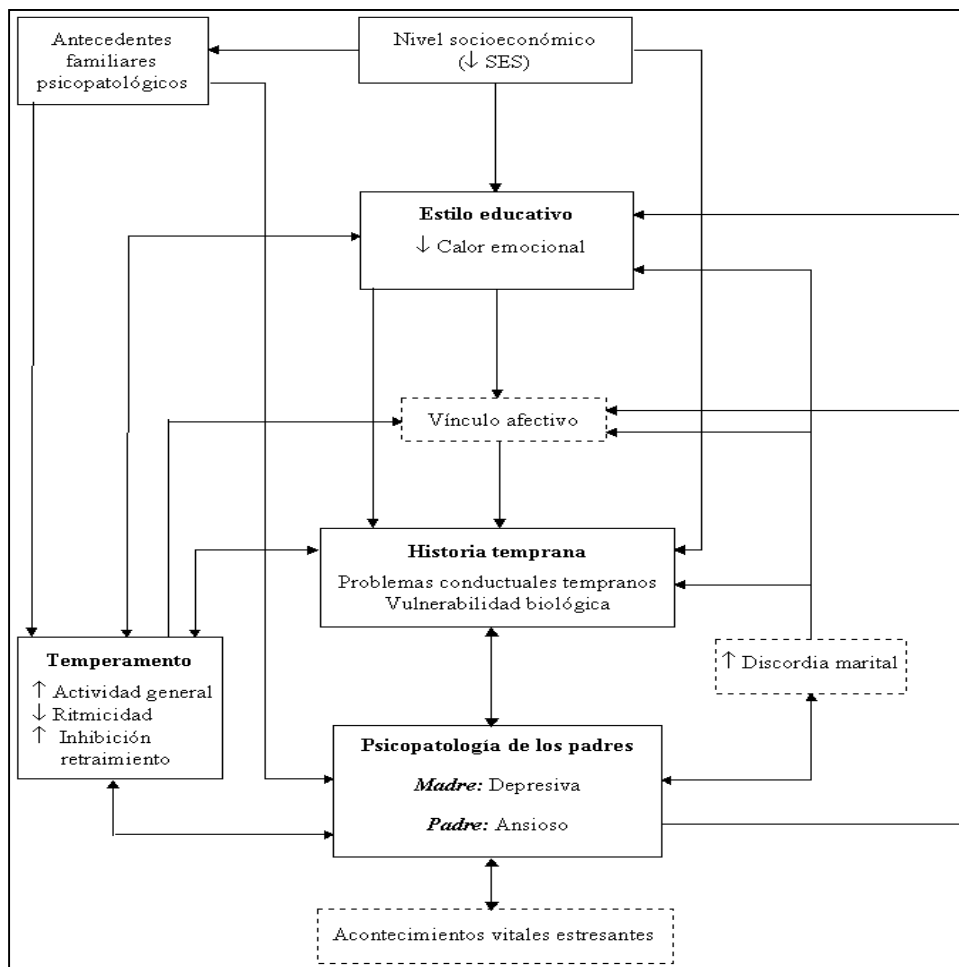 Antecedentes
familiares
psicopatológicos
Nivel socioeconómico
(↓ SES)
Estilo educativo
↓ Calor emocional
Vínculo afectivo
Historia temprana
Problemas conductuales tempranos
Vulnerabilidad biológica
Temperamento
↑ Actividad general
↓ Ritmicidad
↑ Inhibición
retraimiento
↑ Discordia marital
Psicopatología de los padres
Madre: Depresiva
Padre: Ansioso
Acontecimientos vitales estresantes